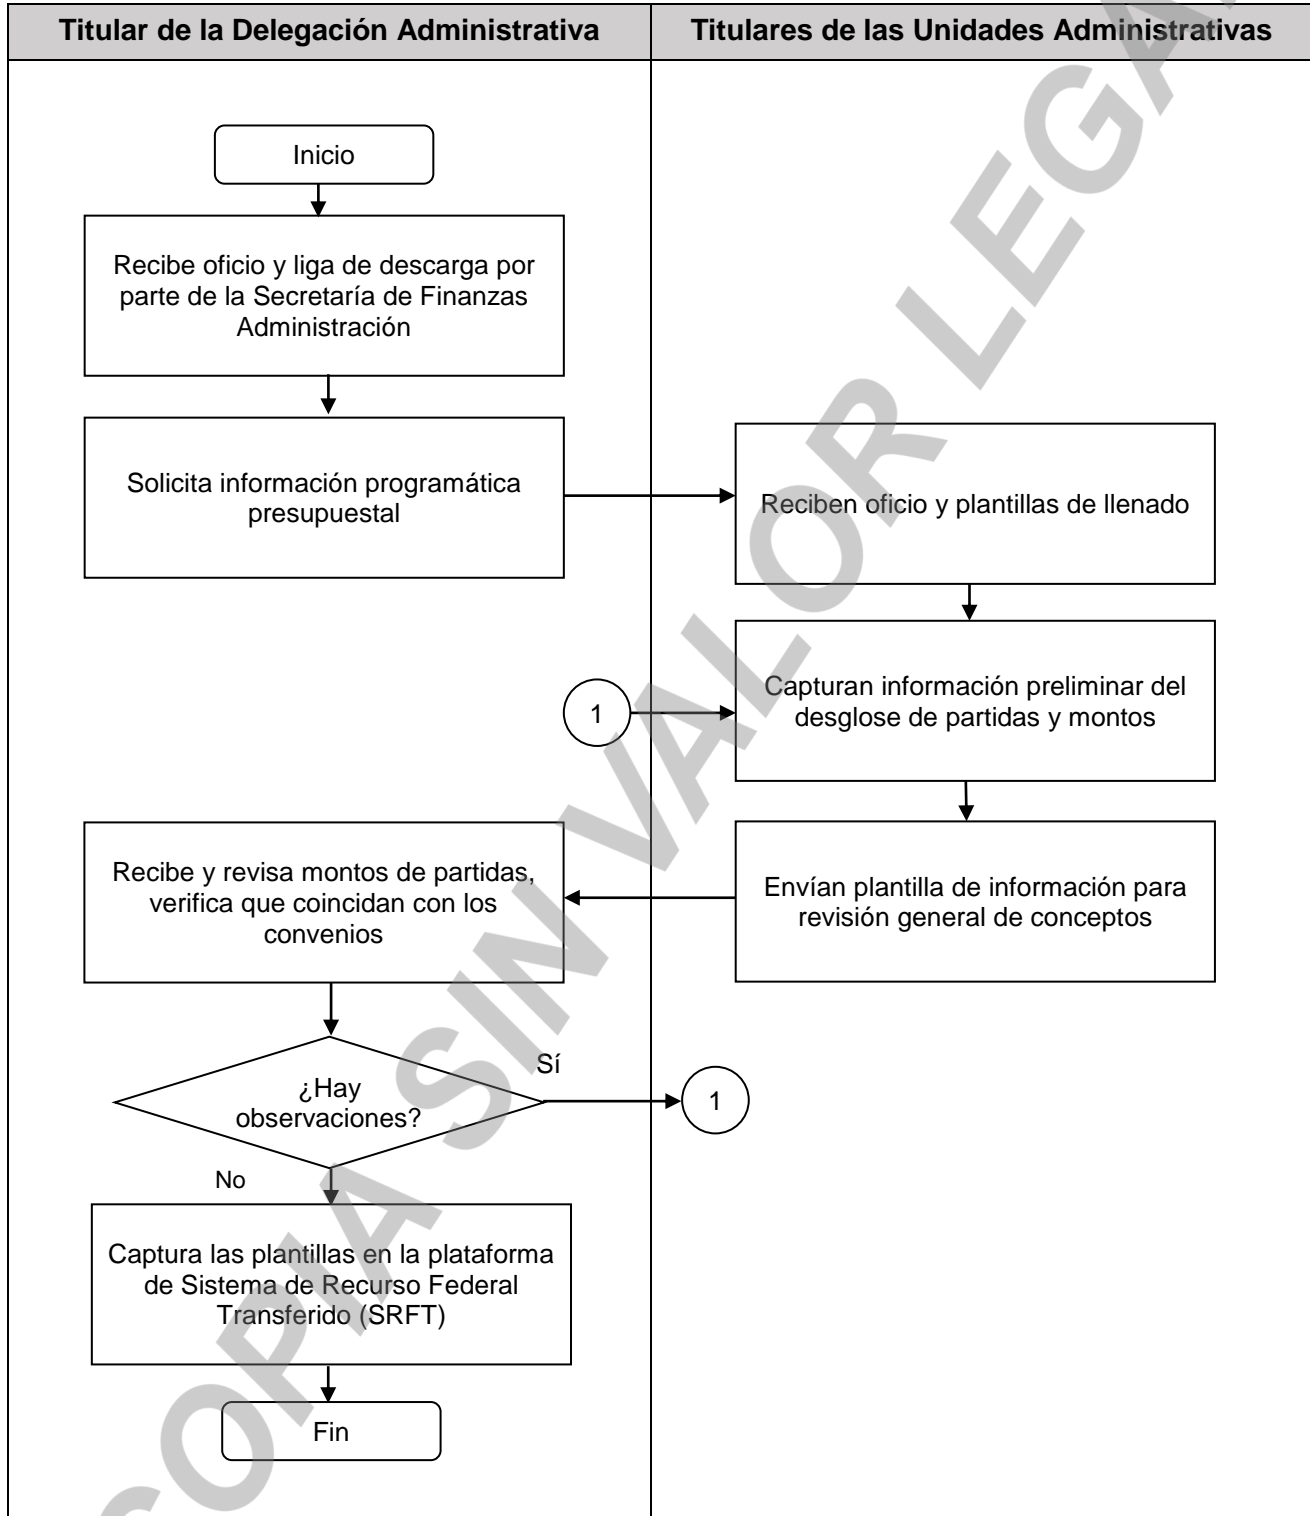 Titular de la Delegación Administrativa
Titulares de las Unidades Administrativas
Inicio
Recibe oficio y liga de descarga por
parte de la Secretaría de Finanzas
Administración
Solicita información programática
presupuestal
Reciben oficio y plantillas de llenado
Capturan información preliminar del
desglose de partidas y montos
1
Envían plantilla de información para
revisión general de conceptos
Recibe y revisa montos de partidas,
verifica que coincidan con los
convenios
¿Hay
observaciones?
Sí
1
No
Captura las plantillas en la plataforma
de Sistema de Recurso Federal
Transferido (SRFT)
Fin
COPIA SIN VALOR LEGA